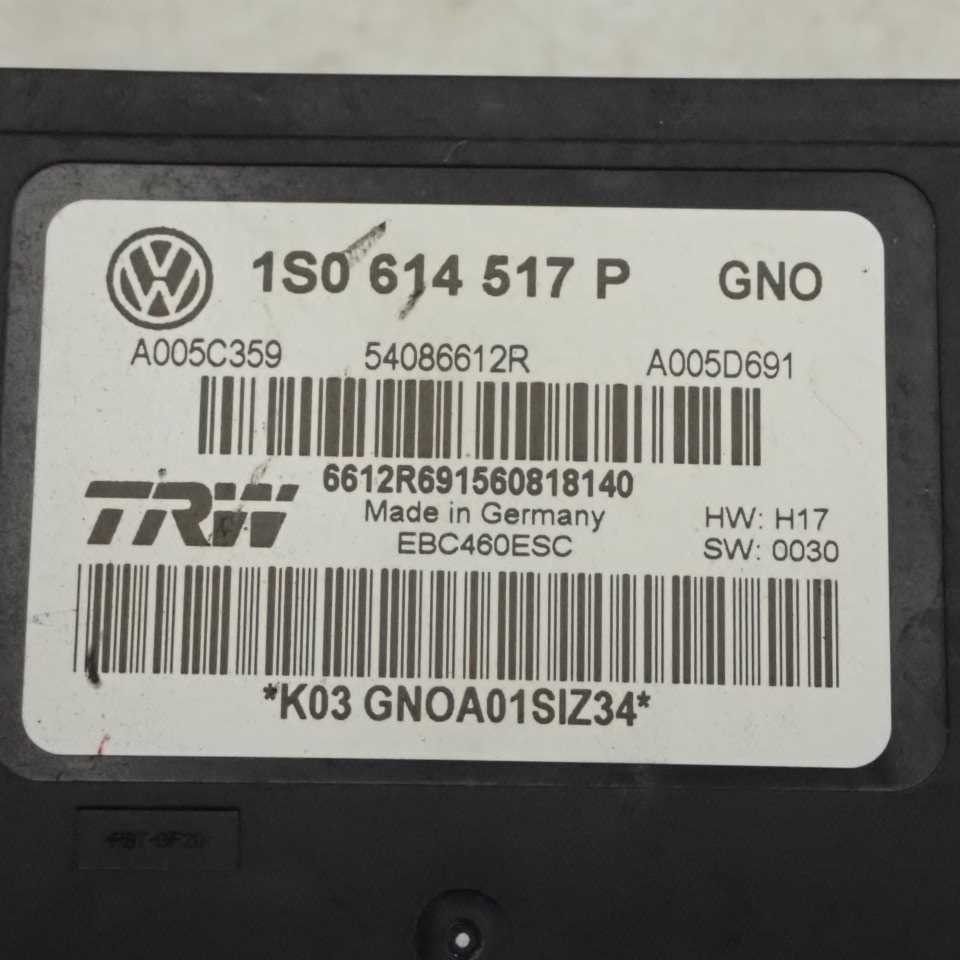 1S0 614 517 P GNO
A005C359 54086612R A005D691
6612R691560818140
TRW
Made in Germany HW: H17
EBC460ESC SW: 0030
*K03 GNOA01SIZ34*